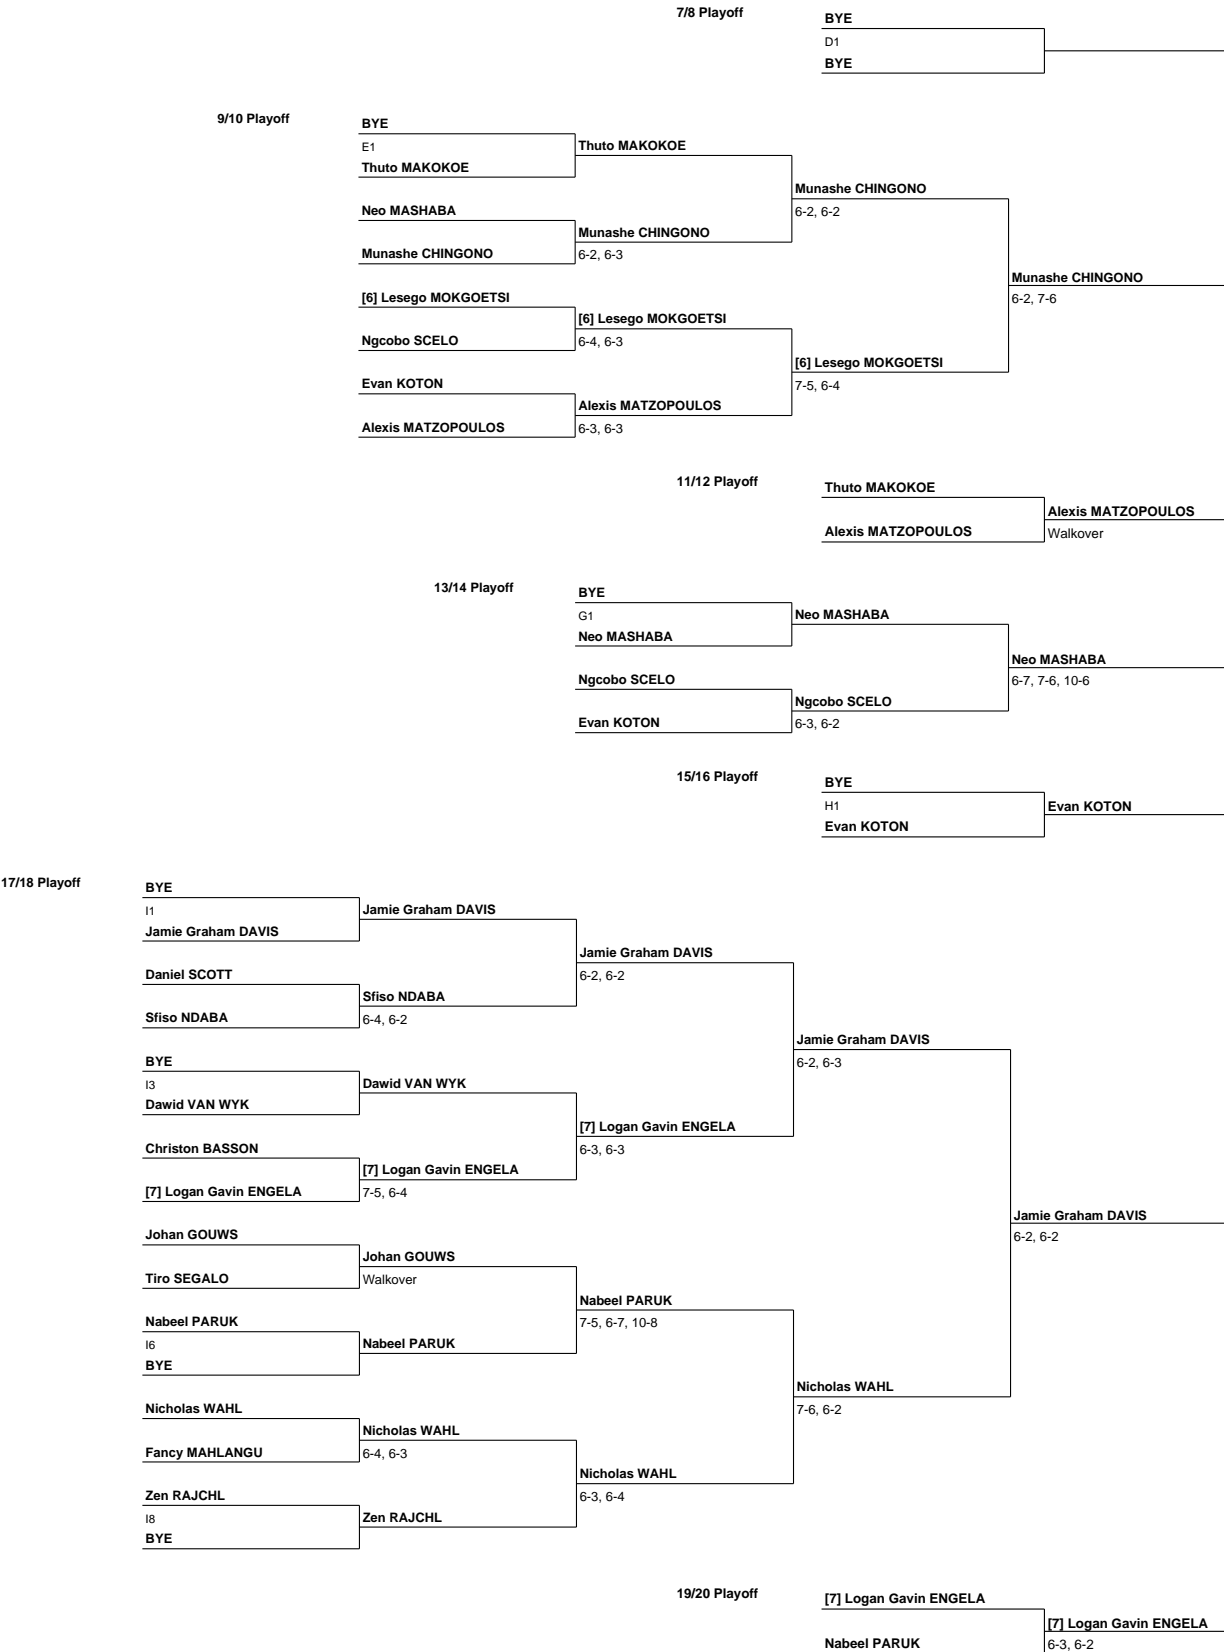 7/8 Playoff
BYE
D1
BYE
9/10 Playoff
BYE
E1
Thuto MAKOKOE
Thuto MAKOKOE
Munashe CHINGONO
6-2, 6-2
Neo MASHABA
Munashe CHINGONO
Munashe CHINGONO
6-2, 6-3
Munashe CHINGONO
6-2, 7-6
[6] Lesego MOKGOETSI
[6] Lesego MOKGOETSI
Ngcobo SCELO
6-4, 6-3
[6] Lesego MOKGOETSI
7-5, 6-4
Evan KOTON
Alexis MATZOPOULOS
Alexis MATZOPOULOS
6-3, 6-3
11/12 Playoff
Thuto MAKOKOE
Alexis MATZOPOULOS
Alexis MATZOPOULOS
Walkover
13/14 Playoff
BYE
G1
Neo MASHABA
Neo MASHABA
Neo MASHABA
6-7, 7-6, 10-6
Ngcobo SCELO
Ngcobo SCELO
Evan KOTON
6-3, 6-2
15/16 Playoff
BYE
H1
Evan KOTON
Evan KOTON
17/18 Playoff
BYE
I1
Jamie Graham DAVIS
Jamie Graham DAVIS
Jamie Graham DAVIS
6-2, 6-2
Daniel SCOTT
Sfiso NDABA
Sfiso NDABA
6-4, 6-2
Jamie Graham DAVIS
6-2, 6-3
BYE
I3
Dawid VAN WYK
Dawid VAN WYK
[7] Logan Gavin ENGELA
6-3, 6-3
Christon BASSON
[7] Logan Gavin ENGELA
[7] Logan Gavin ENGELA
7-5, 6-4
Jamie Graham DAVIS
6-2, 6-2
Johan GOUWS
Johan GOUWS
Tiro SEGALO
Walkover
Nabeel PARUK
7-5, 6-7, 10-8
Nabeel PARUK
I6
Nabeel PARUK
BYE
Nicholas WAHL
7-6, 6-2
Nicholas WAHL
Nicholas WAHL
Fancy MAHLANGU
6-4, 6-3
Nicholas WAHL
6-3, 6-4
Zen RAJCHL
I8
Zen RAJCHL
BYE
19/20 Playoff
[7] Logan Gavin ENGELA
[7] Logan Gavin ENGELA
Nabeel PARUK
6-3, 6-2